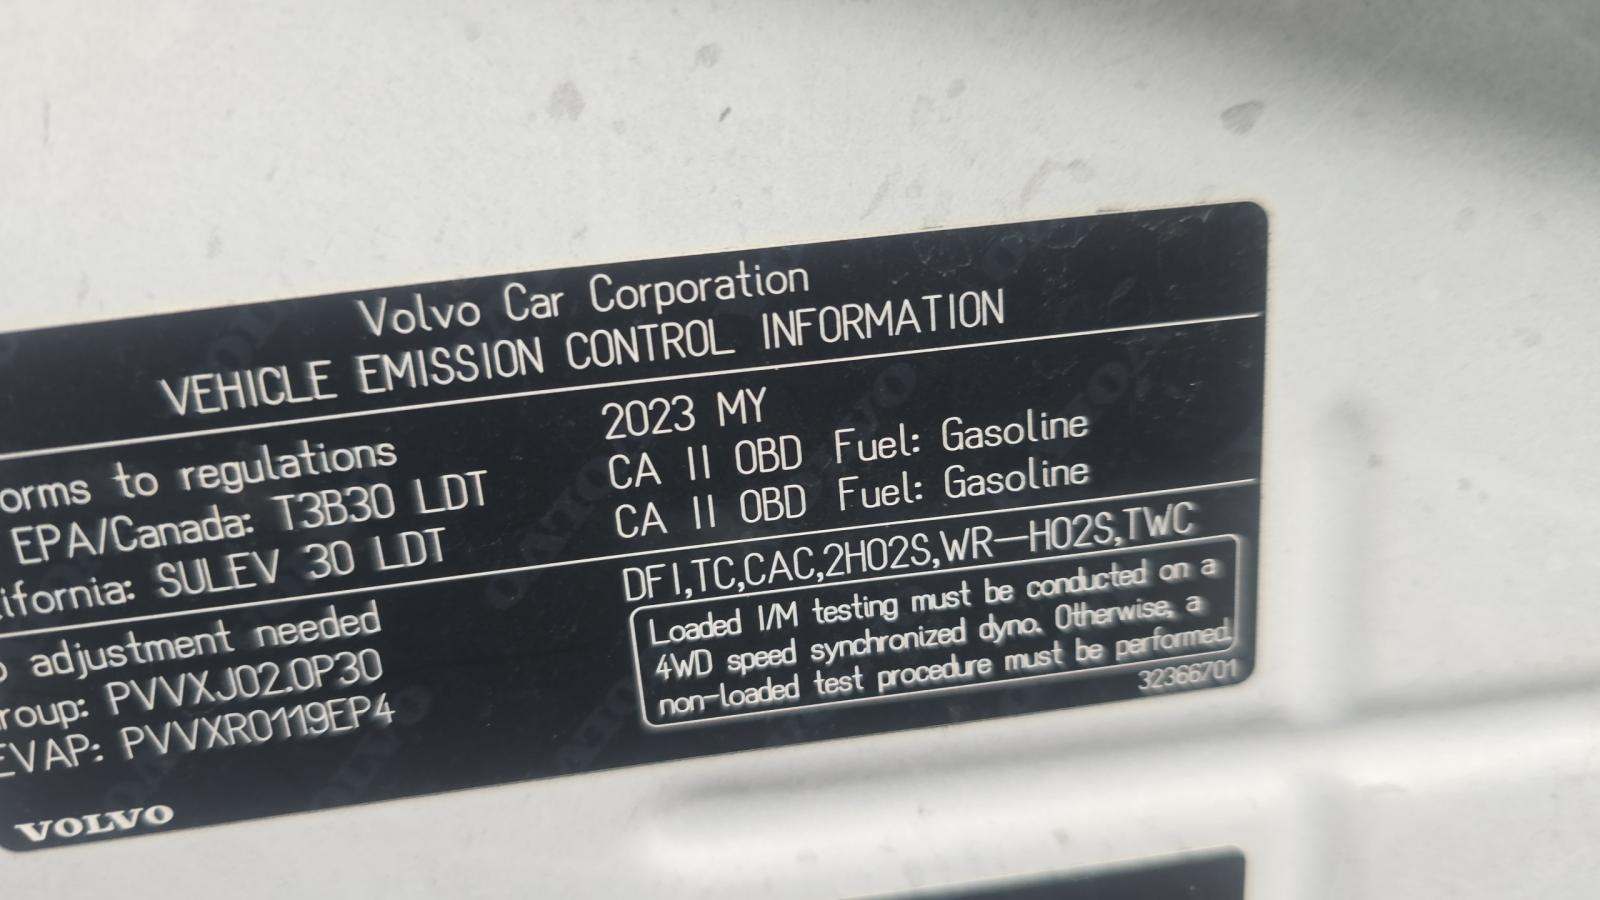 Volvo Car Corporation
VEHICLE EMISSION CONTROL INFORMATION
orms to regulations 2023 MY
EPA/Canada: T3B30 LDT CA II OBD Fuel: Gasoline
ifornia: SULEV 30 LDT CA II OBD Fuel: Gasoline
o adjustment needed DFI,TC,CAC,2HO2S,WR-HO2S,TWC
roup: PVVXJ02.0P30
EVAP: PVVXR0119EP4
Loaded I/M testing must be conducted on a
4WD speed synchronized dyno. Otherwise, a
non-loaded test procedure must be performed.
32366701
VOLVO